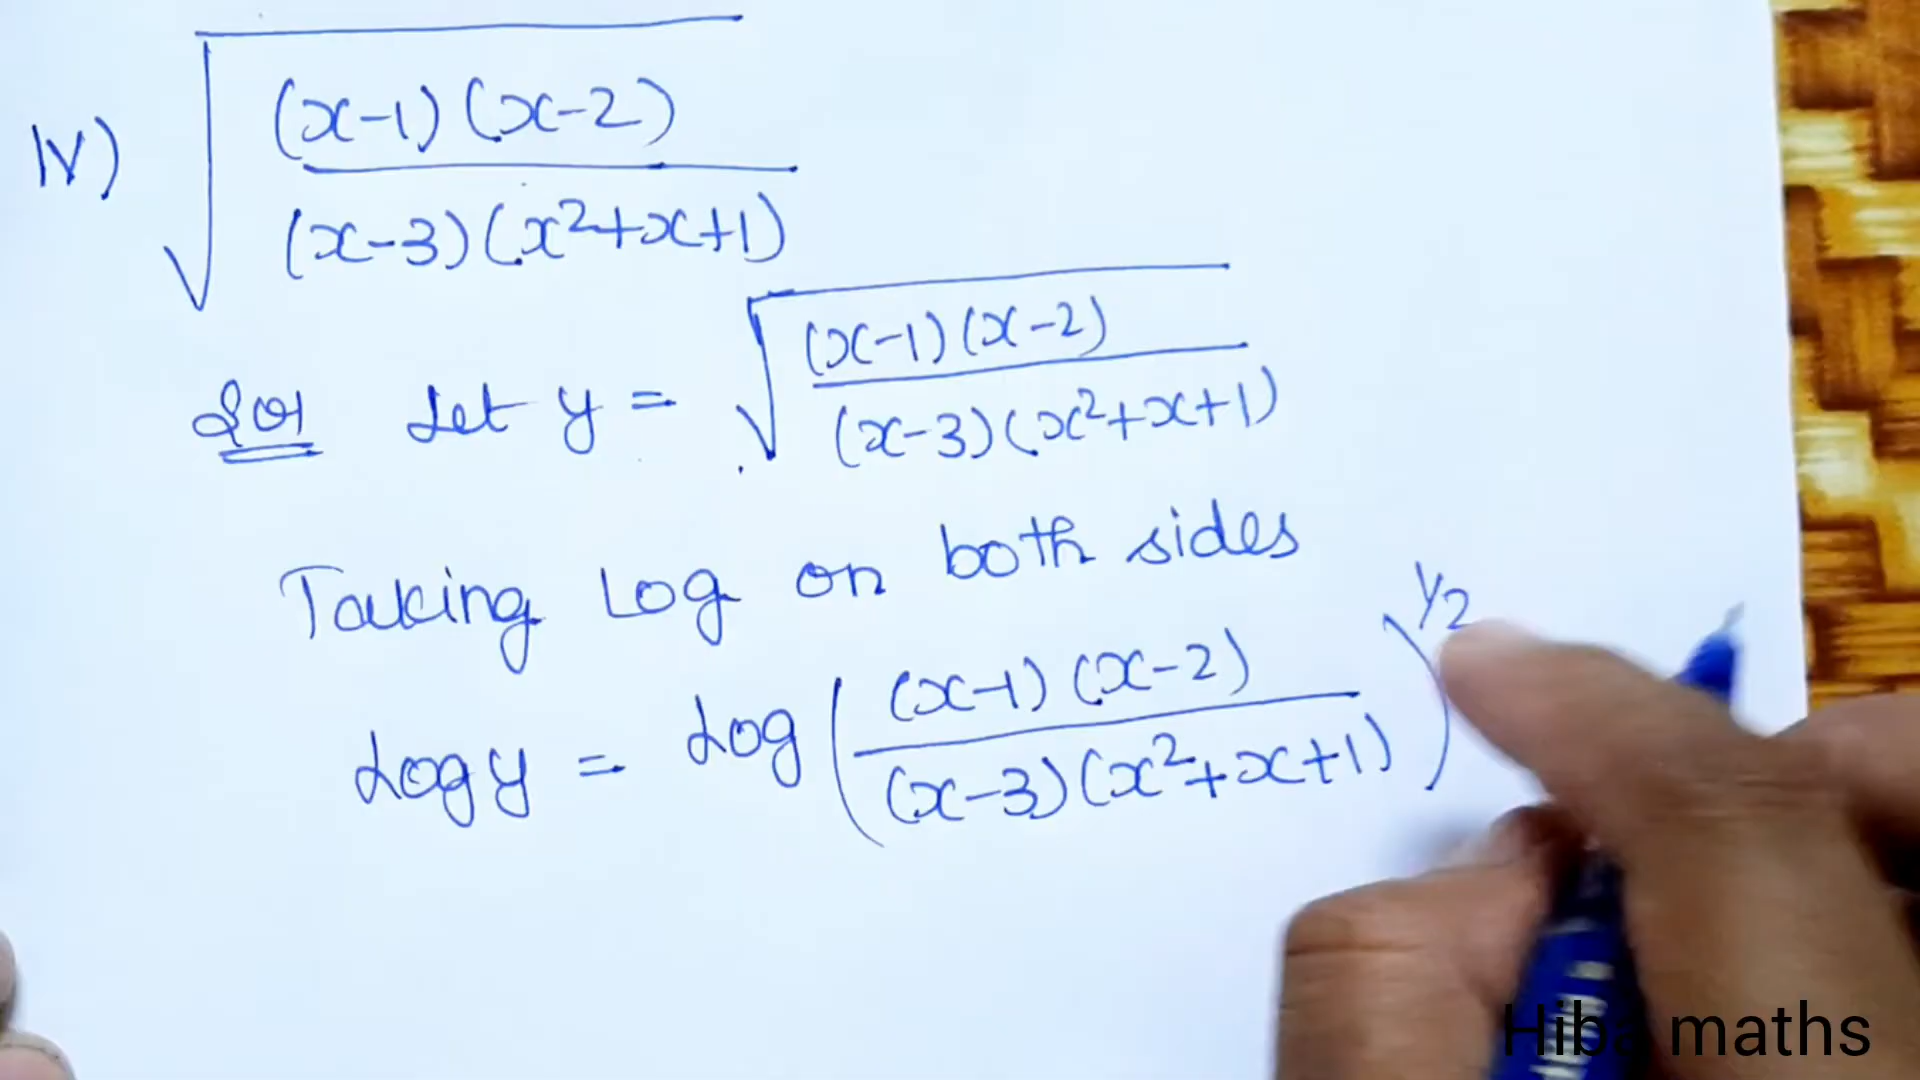 IV) √((x-1)(x-2) / (x-3)(x²+x+1))
Sol Let y = √((x-1)(x-2) / (x-3)(x²+x+1))
Taking Log on both sides
Log y = Log ((x-1)(x-2) / (x-3)(x²+x+1))^1/2
Hiba maths